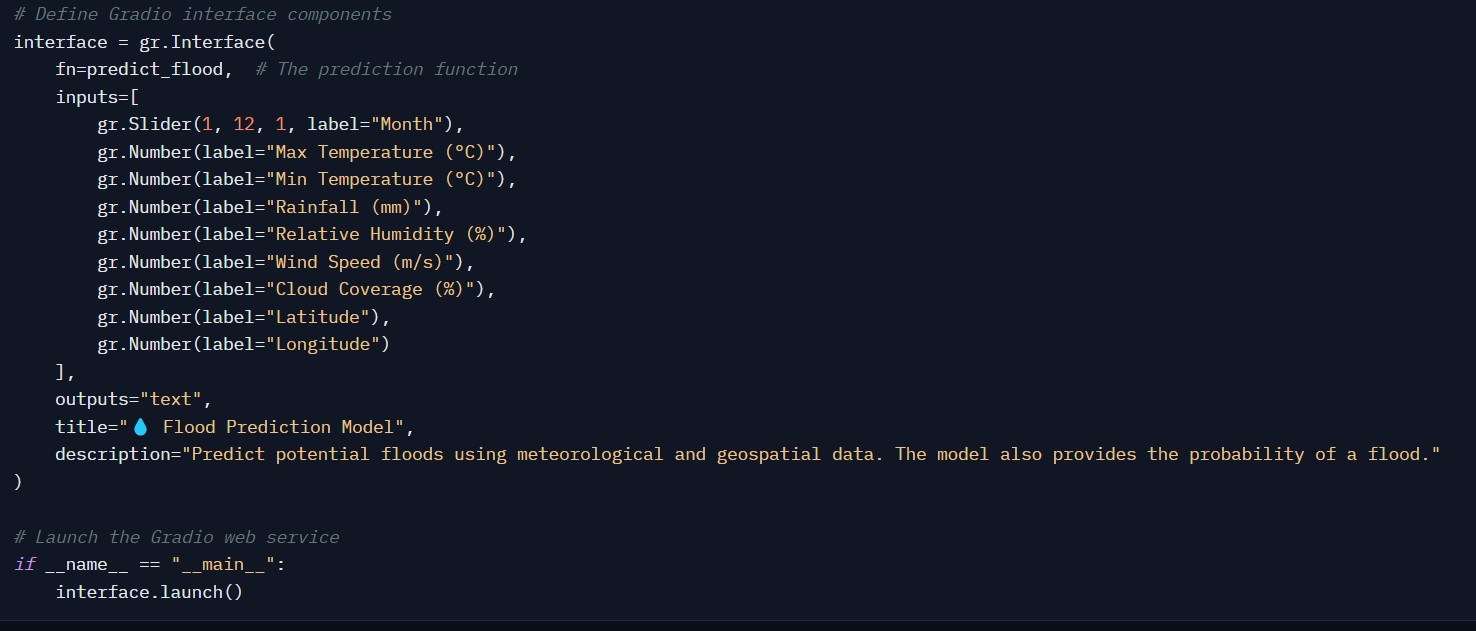 # Define Gradio interface components
interface = gr.Interface(
    fn=predict_flood,  # The prediction function
    inputs=[
        gr.Slider(1, 12, 1, label="Month"),
        gr.Number(label="Max Temperature (°C)"),
        gr.Number(label="Min Temperature (°C)"),
        gr.Number(label="Rainfall (mm)"),
        gr.Number(label="Relative Humidity (%)"),
        gr.Number(label="Wind Speed (m/s)"),
        gr.Number(label="Cloud Coverage (%)"),
        gr.Number(label="Latitude"),
        gr.Number(label="Longitude")
    ],
    outputs="text",
    title="💧 Flood Prediction Model",
    description="Predict potential floods using meteorological and geospatial data. The model also provides the probability of a flood."
)

# Launch the Gradio web service
if __name__ == "__main__":
    interface.launch()